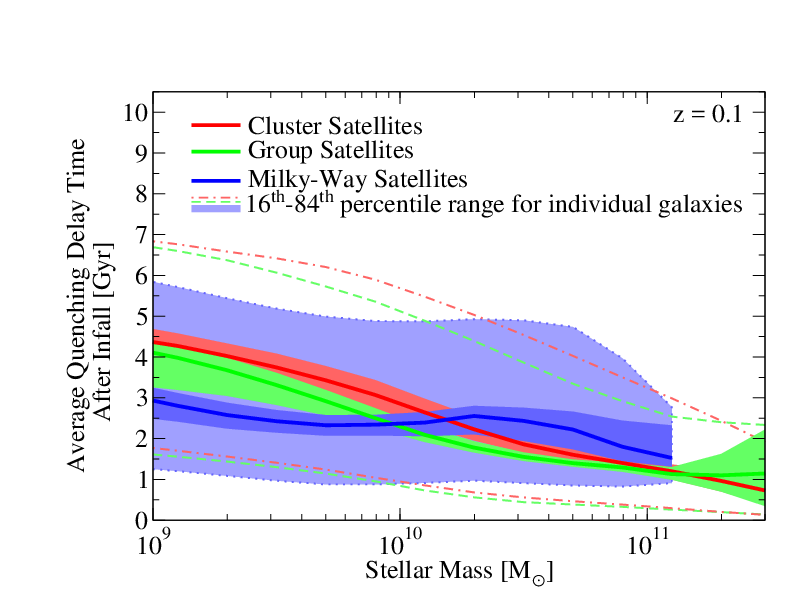 z = 0.1
Cluster Satellites
Group Satellites
Milky-Way Satellites
16th-84th percentile range for individual galaxies
Average Quenching Delay Time
After Infall [Gyr]
10
9
8
7
6
5
4
3
2
1
0
10^9 10^10 10^11
Stellar Mass [M⊙]